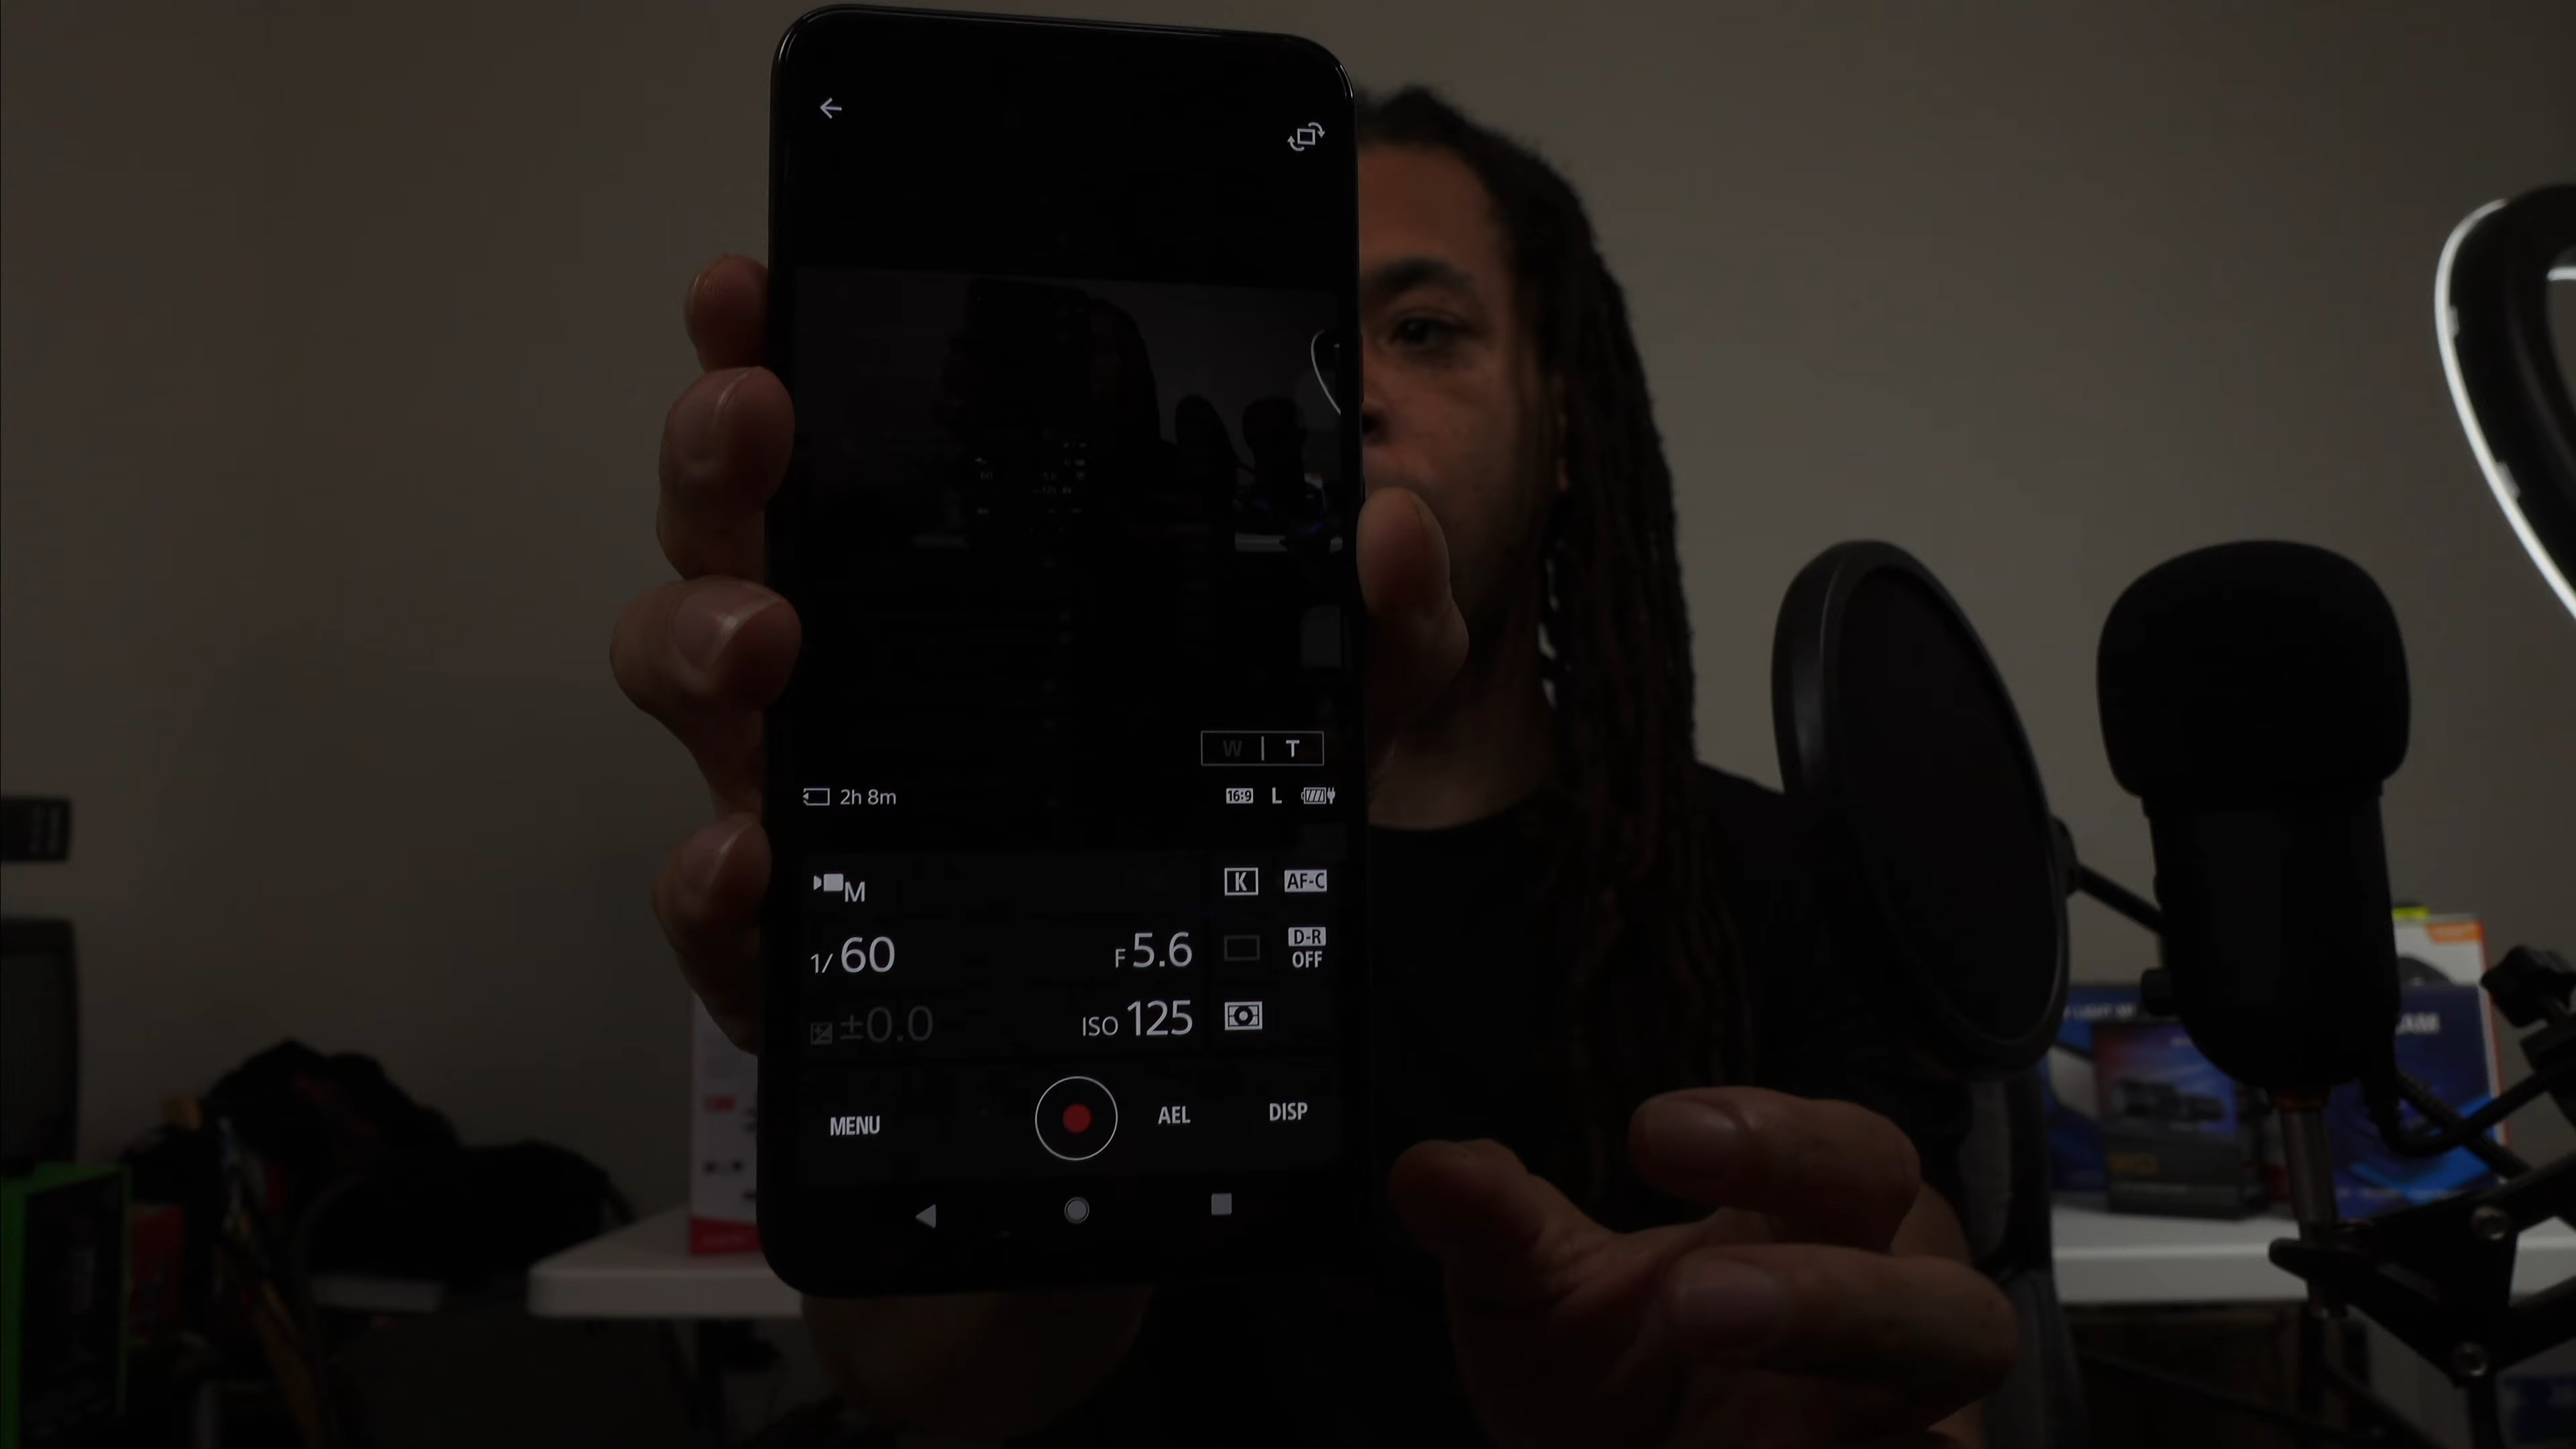 W | T
2h 8m 16:9 L
M K AF-C
1/60 F5.6 D-R OFF
±0.0 ISO 125
MENU AEL DISP